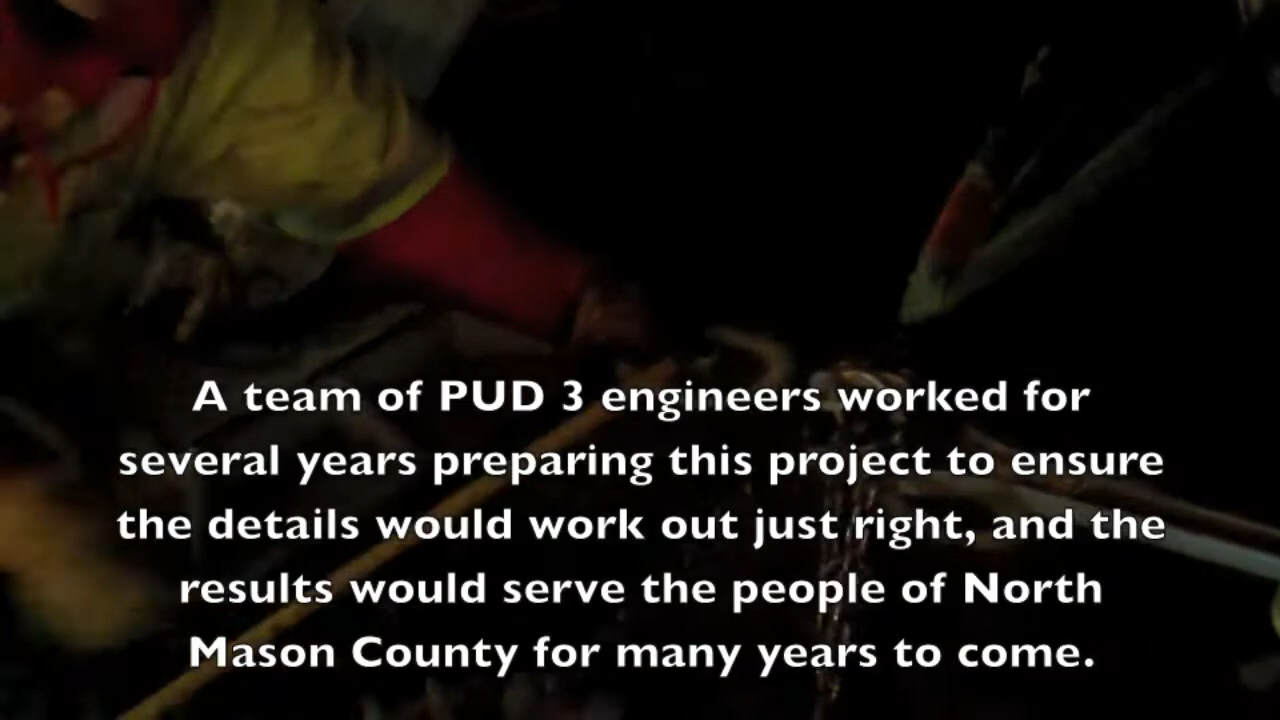 A team of PUD 3 engineers worked for
several years preparing this project to ensure
the details would work out just right, and the
results would serve the people of North
Mason County for many years to come.